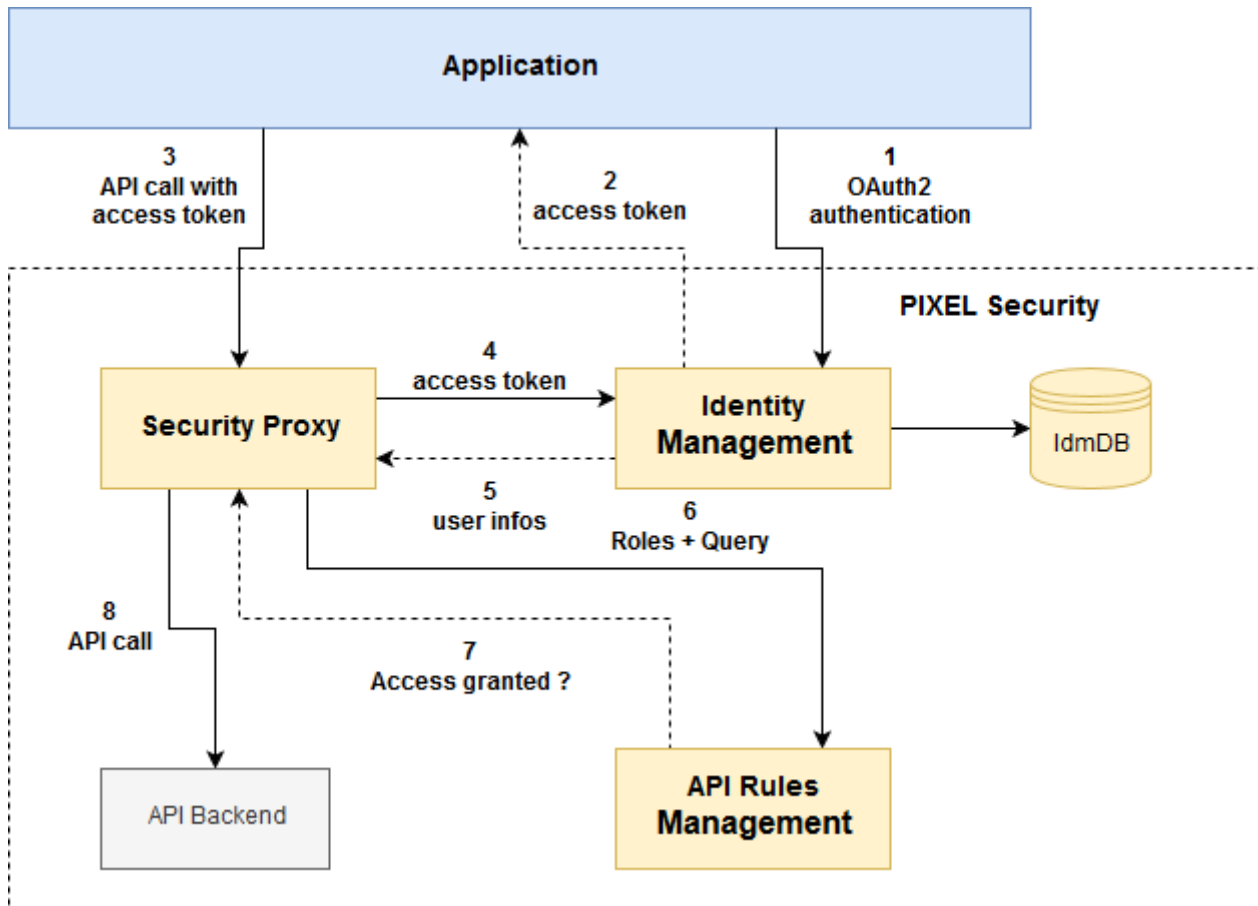 Application
3
API call with
access token
2
access token
1
OAuth2
authentication
PIXEL Security
4
access token
Security Proxy
Identity
Management
IdmDB
5
user infos
6
Roles + Query
8
API call
7
Access granted ?
API Backend
API Rules
Management